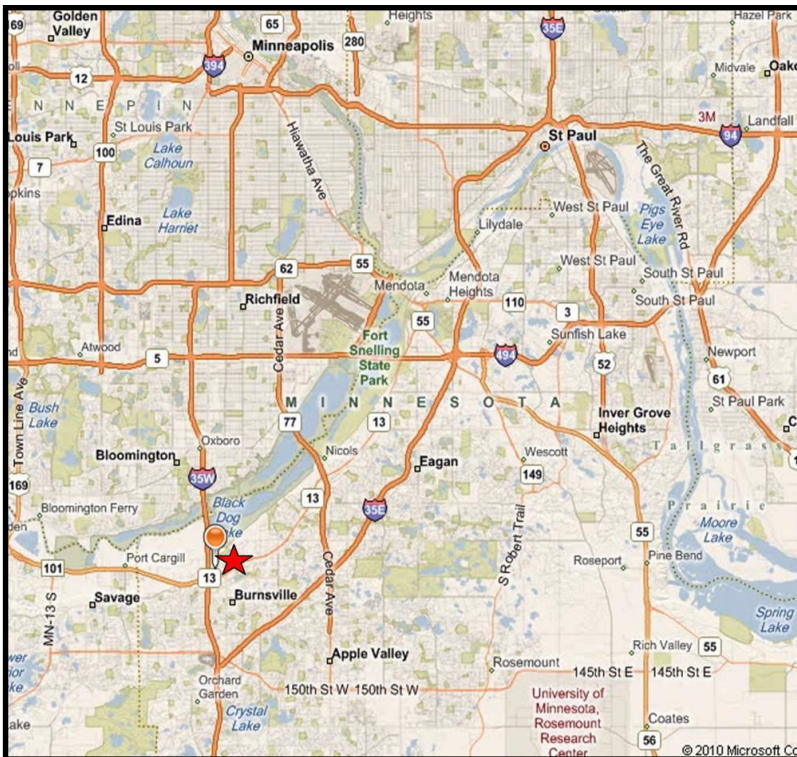 Golden
Valley
65
280
Heights
35E
Hazel Park
169
Minneapolis
394
12
Midvale
St Louis Park
Louis Park
Lake
Calhoun
100
7
Hiawatha Ave
St Paul
3M
94
Landfall
The Great River Rd
Edina
Lake
Harriet
Lilydale
West St Paul
Pigs
Eye
Lake
62
55
Mendota
Mendota
Heights
West St Paul
South St Paul
South St Paul
Richfield
Cedar Ave
110
3
55
Sunfish Lake
Atwood
5
Fort
Snelling
State
Park
494
52
Newport
61
St Paul Park
Town Line Ave
Bush
Lake
MINNESOTA
77
13
Inver Grove
Heights
Oxboro
Bloomington
Nicols
Eagan
Wescott
149
Tallgrass
Prairie
35W
169
Bloomington Ferry
Black
Dog
13
35E
55
Moore
Lake
Port Cargill
101
13
Cedar Ave
S Robert Trail
Roseport
Pine Bend
Savage
MN-13 S
Burnsville
Spring
Lake
Apple Valley
Rich Valley
55
Rosemount
145th St E
145th St E
Orchard
Garden
150th St W
150th St W
Crystal
Lake
University of
Minnesota,
Rosemount
Research
Center
Coates
56
© 2010 Microsoft Co